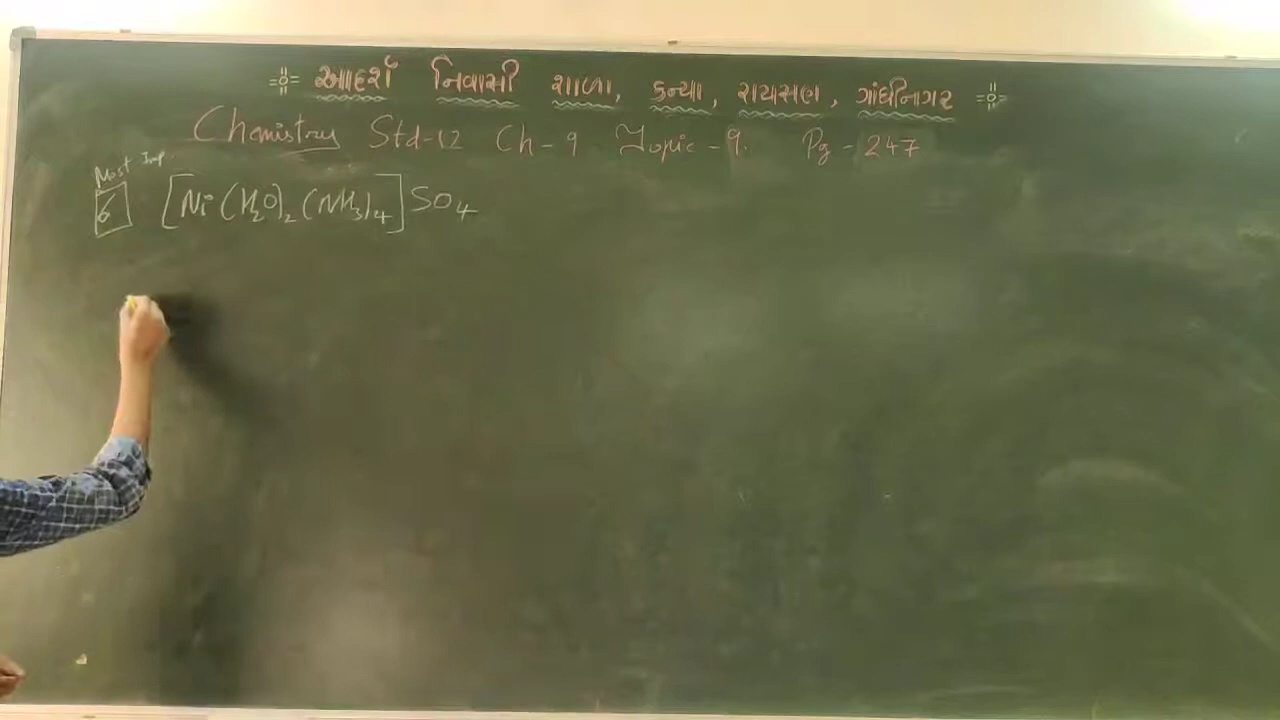 આદર્શ નિવાસી શાળા, કન્યા, રાયસણ, ગાંધીનગર
Chemistry Std-12 Ch-9 Topic-9. Pg-247
Most Imp
6 [Ni(H₂O)₂(NH₃)₄]SO₄